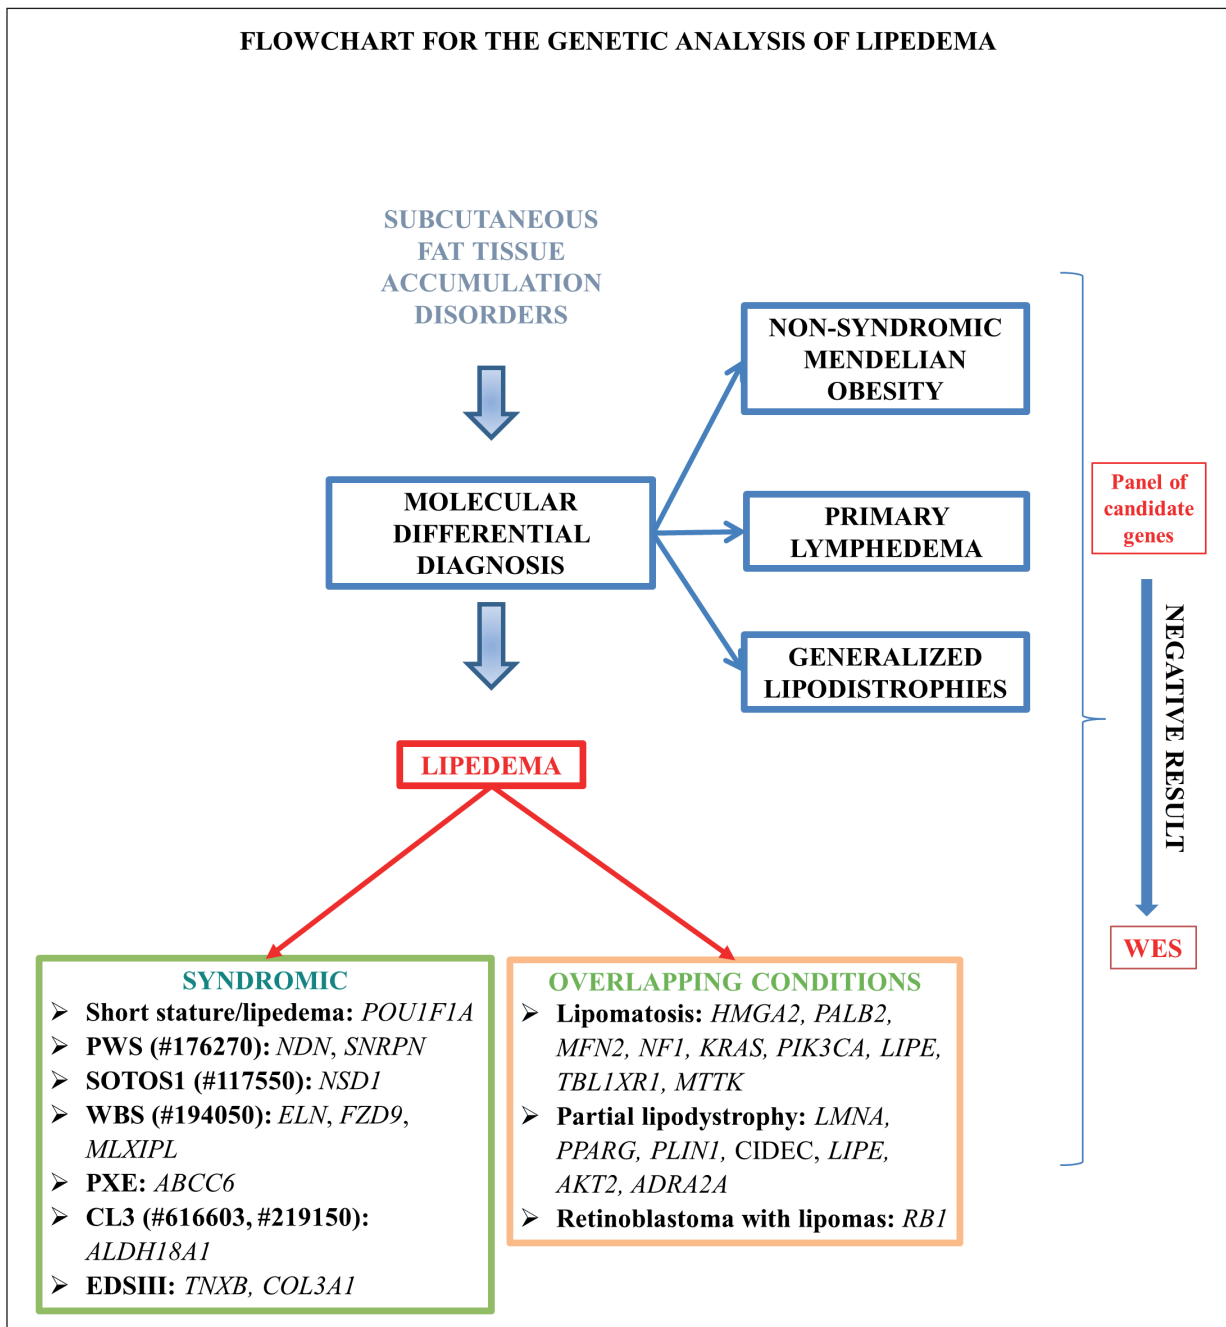 FLOWCHART FOR THE GENETIC ANALYSIS OF LIPEDEMA
SUBCUTANEOUS
FAT TISSUE
ACCUMULATION
DISORDERS
NON-SYNDROMIC
MENDELIAN
OBESITY
MOLECULAR
DIFFERENTIAL
DIAGNOSIS
PRIMARY
LYMPHEDEMA
GENERALIZED
LIPODISTROPHIES
Panel of
candidate
genes
NEGATIVE RESULT
WES
LIPEDEMA
SYNDROMIC
➢ Short stature/lipedema: POU1F1A
➢ PWS (#176270): NDN, SNRPN
➢ SOTOS1 (#117550): NSD1
➢ WBS (#194050): ELN, FZD9,
MLXIPL
➢ PXE: ABCC6
➢ CL3 (#616603, #219150):
ALDH18A1
➢ EDSIII: TNXB, COL3A1
OVERLAPPING CONDITIONS
➢ Lipomatosis: HMGA2, PALB2,
MFN2, NF1, KRAS, PIK3CA, LIPE,
TBL1XR1, MTTK
➢ Partial lipodystrophy: LMNA,
PPARG, PLIN1, CIDEC, LIPE,
AKT2, ADRA2A
➢ Retinoblastoma with lipomas: RB1